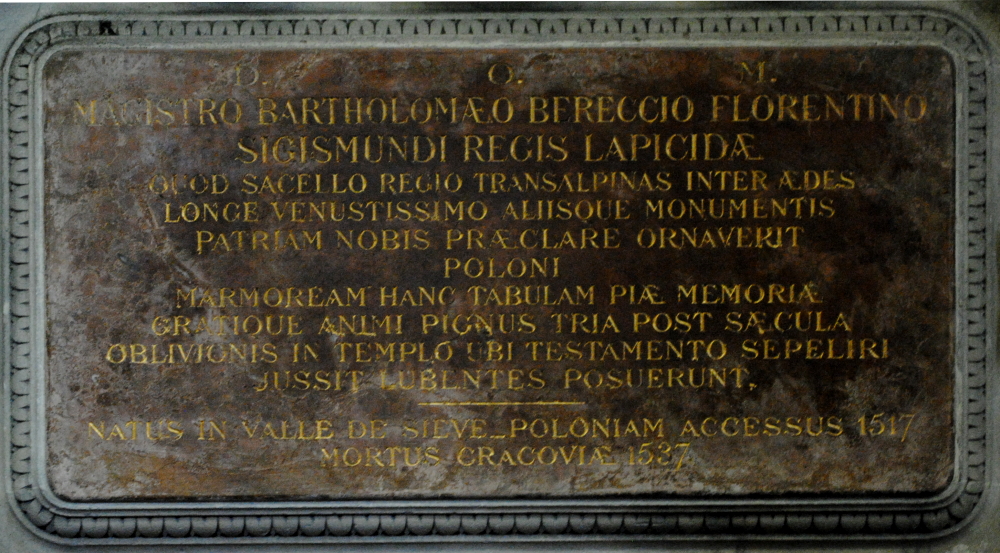 D. O. M.
MAGISTRO BARTHOLOMÆO BERECCIO FLORENTINO
SIGISMUNDI REGIS LAPICIDÆ
QUOD SACELLO REGIO TRANSALPINAS INTER ÆDES
LONGE VENUSTISSIMO ALIISQUE MONUMENTIS
PATRIAM NOBIS PRÆCLARE ORNAVERIT
POLONI
MARMOREAM HANC TABULAM PIÆ MEMORIÆ
GRATIQUE ANIMI PIGNUS TRIA POST SÆCULA
OBLIVIONIS IN TEMPLO UBI TESTAMENTO SEPELIRI
JUSSIT LUBENTES POSUERUNT,
NATUS IN VALLE DE SIEVE_POLONIAM ACCESSUS 1517
MORTUS CRACOVIÆ 1537